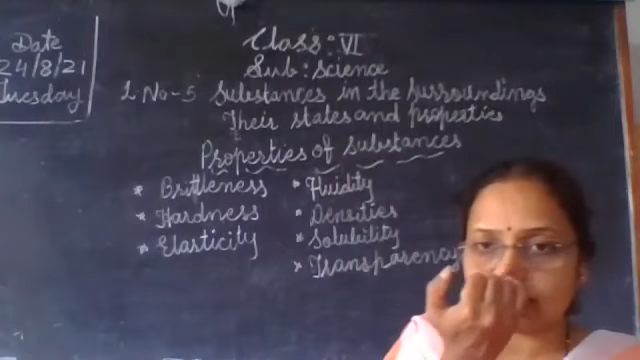 Date
24/8/21
Tuesday
Class: VI
Sub: Science
L No-5 Substances in the surroundings
Their states and properties
Properties of substances
* Brittleness
* Hardness
* Elasticity
* Fluidity
* Densities
* Solubility
* Transparency